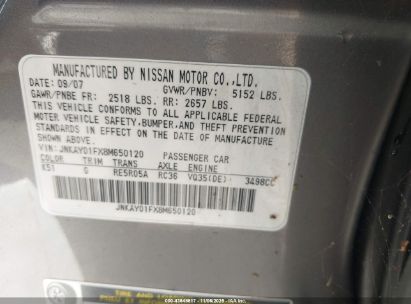 MANUFACTURED BY NISSAN MOTOR CO.,LTD.
DATE: 09/07 GVWR/PNBV: 5152 LBS.
GAWR/PNBE FR: 2518 LBS. RR: 2657 LBS.
THIS VEHICLE CONFORMS TO ALL APPLICABLE FEDERAL
MOTOR VEHICLE SAFETY,BUMPER,AND THEFT PREVENTION
STANDARDS IN EFFECT ON THE DATE OF MANUFACTURE
SHOWN ABOVE.
VIN:JNKAY01FX8M650120 PASSENGER CAR
COLOR TRIM TRANS AXLE ENGINE
K51 G RE5R05A RC36 VQ35(DE) 3498CC
JNKAY01FX8M650120